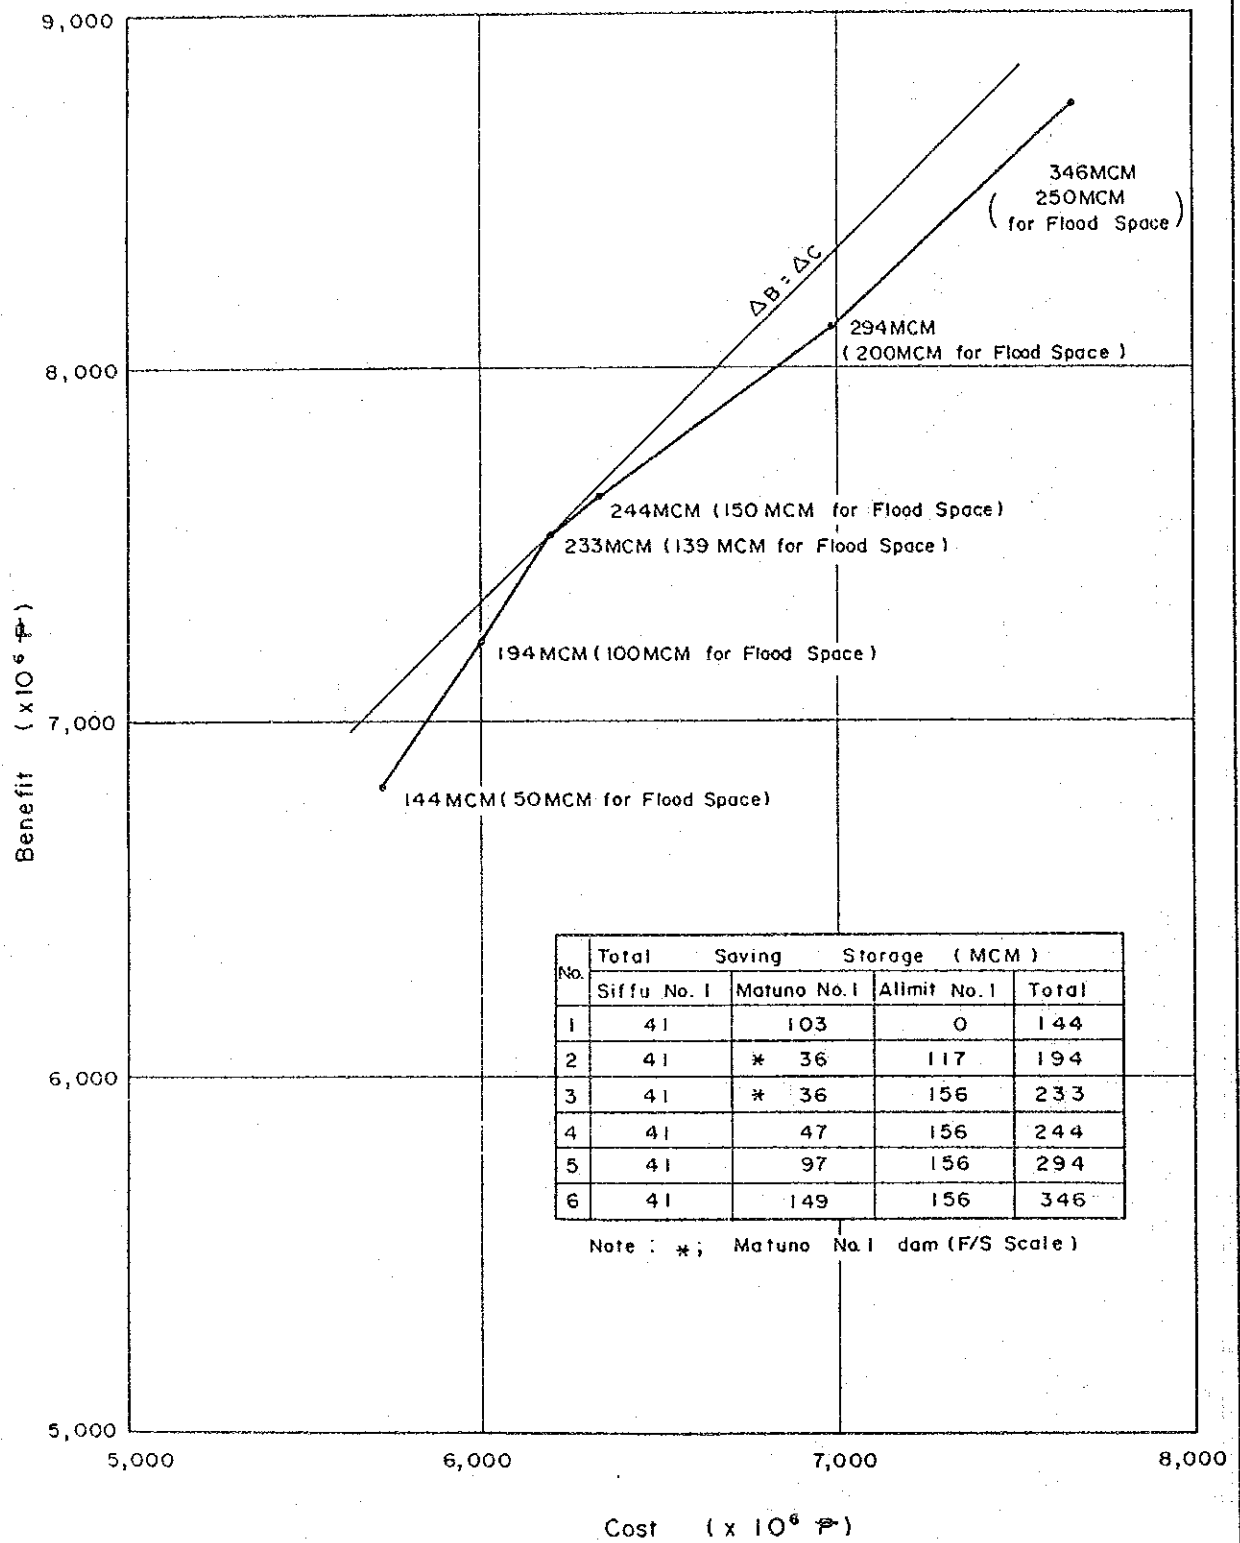 9,000
8,000
7,000
6,000
5,000
Benefit (x10⁶ ₱)
ΔB = ΔC
346MCM
( 250MCM
for Flood Space )
294MCM
( 200MCM for Flood Space )
244MCM (150 MCM for Flood Space)
233MCM (139 MCM for Flood Space)
194MCM (100MCM for Flood Space)
144MCM (50MCM for Flood Space)
No. Total Saving Storage (MCM)
Siffu No.1 Matuno No.1 Alimit No.1 Total
1 41 103 0 144
2 41 * 36 117 194
3 41 * 36 156 233
4 41 47 156 244
5 41 97 156 294
6 41 149 156 346
Note : *; Matuno No.1 dam (F/S Scale)
5,000 6,000 7,000 8,000
Cost (x 10⁶ ₱)